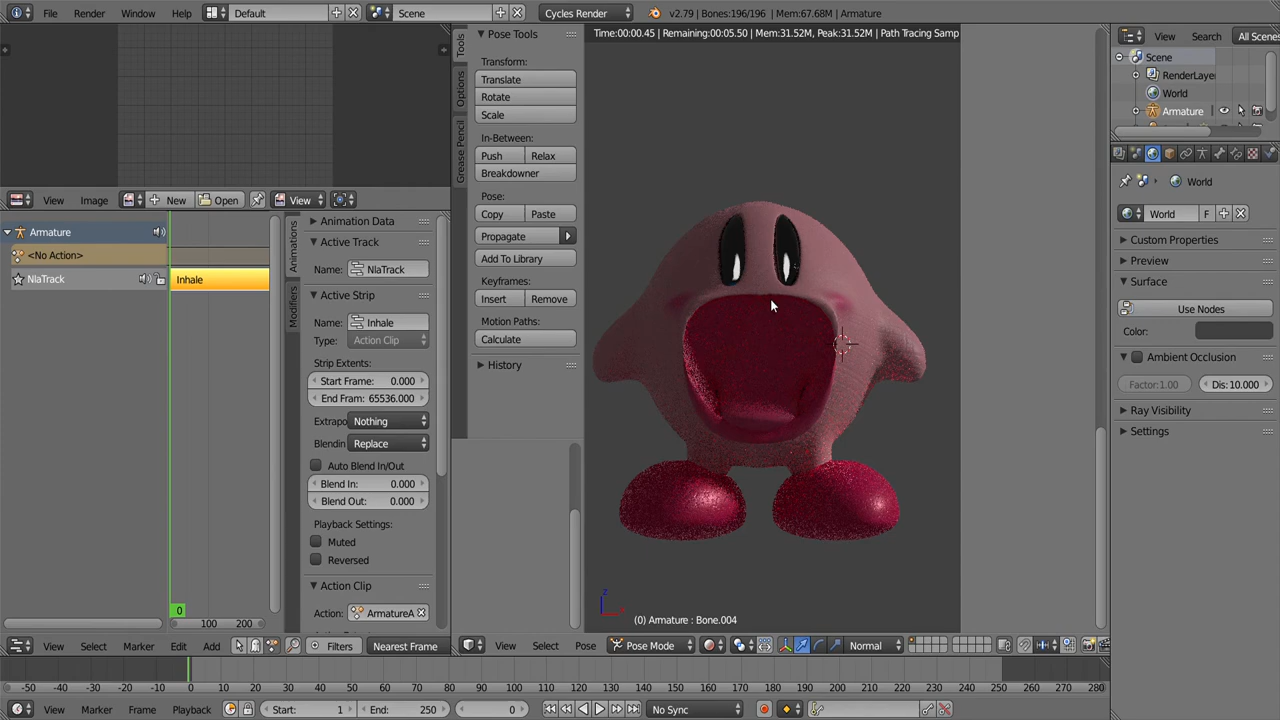 File Render Window Help Default Scene Cycles Render v2.79 | Bones:196/196 | Mem:67.68M | Armature
Time:00:00.45 | Remaining:00:05.50 | Mem:31.52M, Peak:31.52M | Path Tracing Samp
View Image New Open View
Armature
<No Action>
NlaTrack
Inhale
0
100 200
View Select Marker Edit Add Filters Nearest Frame
Animations
Modifiers
Animation Data
Active Track
Name: NlaTrack
Active Strip
Name: Inhale
Type: Action Clip
Strip Extents:
Start Frame: 0.000
End Fram: 65536.000
Extrapo Nothing
Blendin Replace
Auto Blend In/Out
Blend In: 0.000
Blend Out: 0.000
Playback Settings:
Muted
Reversed
Action Clip
Action: ArmatureA
Tools
Options
Grease Pencil
Pose Tools
Transform:
Translate
Rotate
Scale
In-Between:
Push Relax
Breakdowner
Pose:
Copy Paste
Propagate
Add To Library
Keyframes:
Insert Remove
Motion Paths:
Calculate
History
z
(0) Armature : Bone.004
View Select Pose Pose Mode Normal
View Search All Scenes
Scene
RenderLaye
World
Armature
World
World F
Custom Properties
Preview
Surface
Use Nodes
Color:
Ambient Occlusion
Factor:1.00 Dis:10.000
Ray Visibility
Settings
-50 -40 -30 -20 -10 0 10 20 30 40 50 60 70 80 90 100 110 120 130 140 150 160 170 180 190 200 210 220 230 240 250 260 270 280
View Marker Frame Playback Start: 1 End: 250 0 No Sync